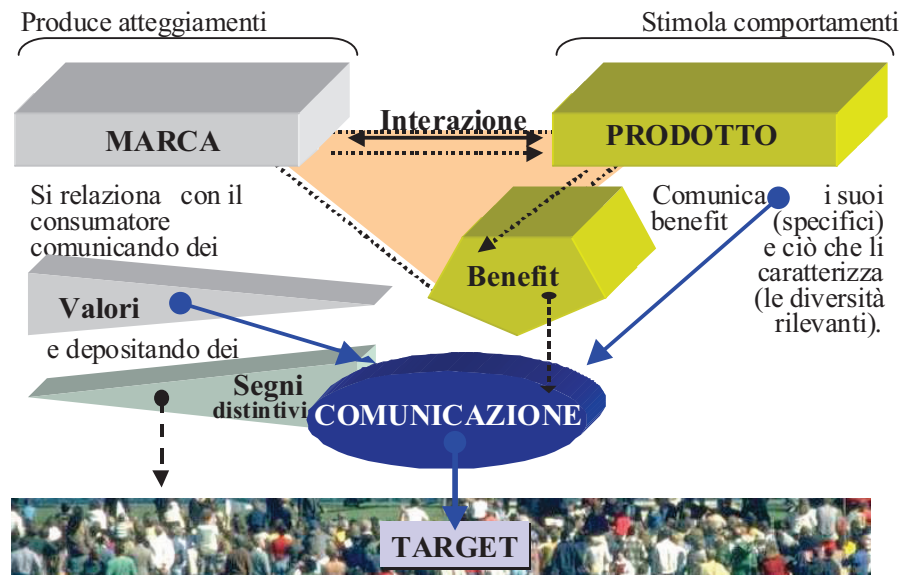 Produce atteggiamenti
Stimola comportamenti
MARCA
Interazione
PRODOTTO
Si relaziona con il
consumatore
comunicando dei
Valori
e depositando dei
Segni
distintivi
Benefit
Comunica i suoi
benefit (specifici)
e ciò che li
caratterizza
(le diversità
rilevanti).
COMUNICAZIONE
TARGET